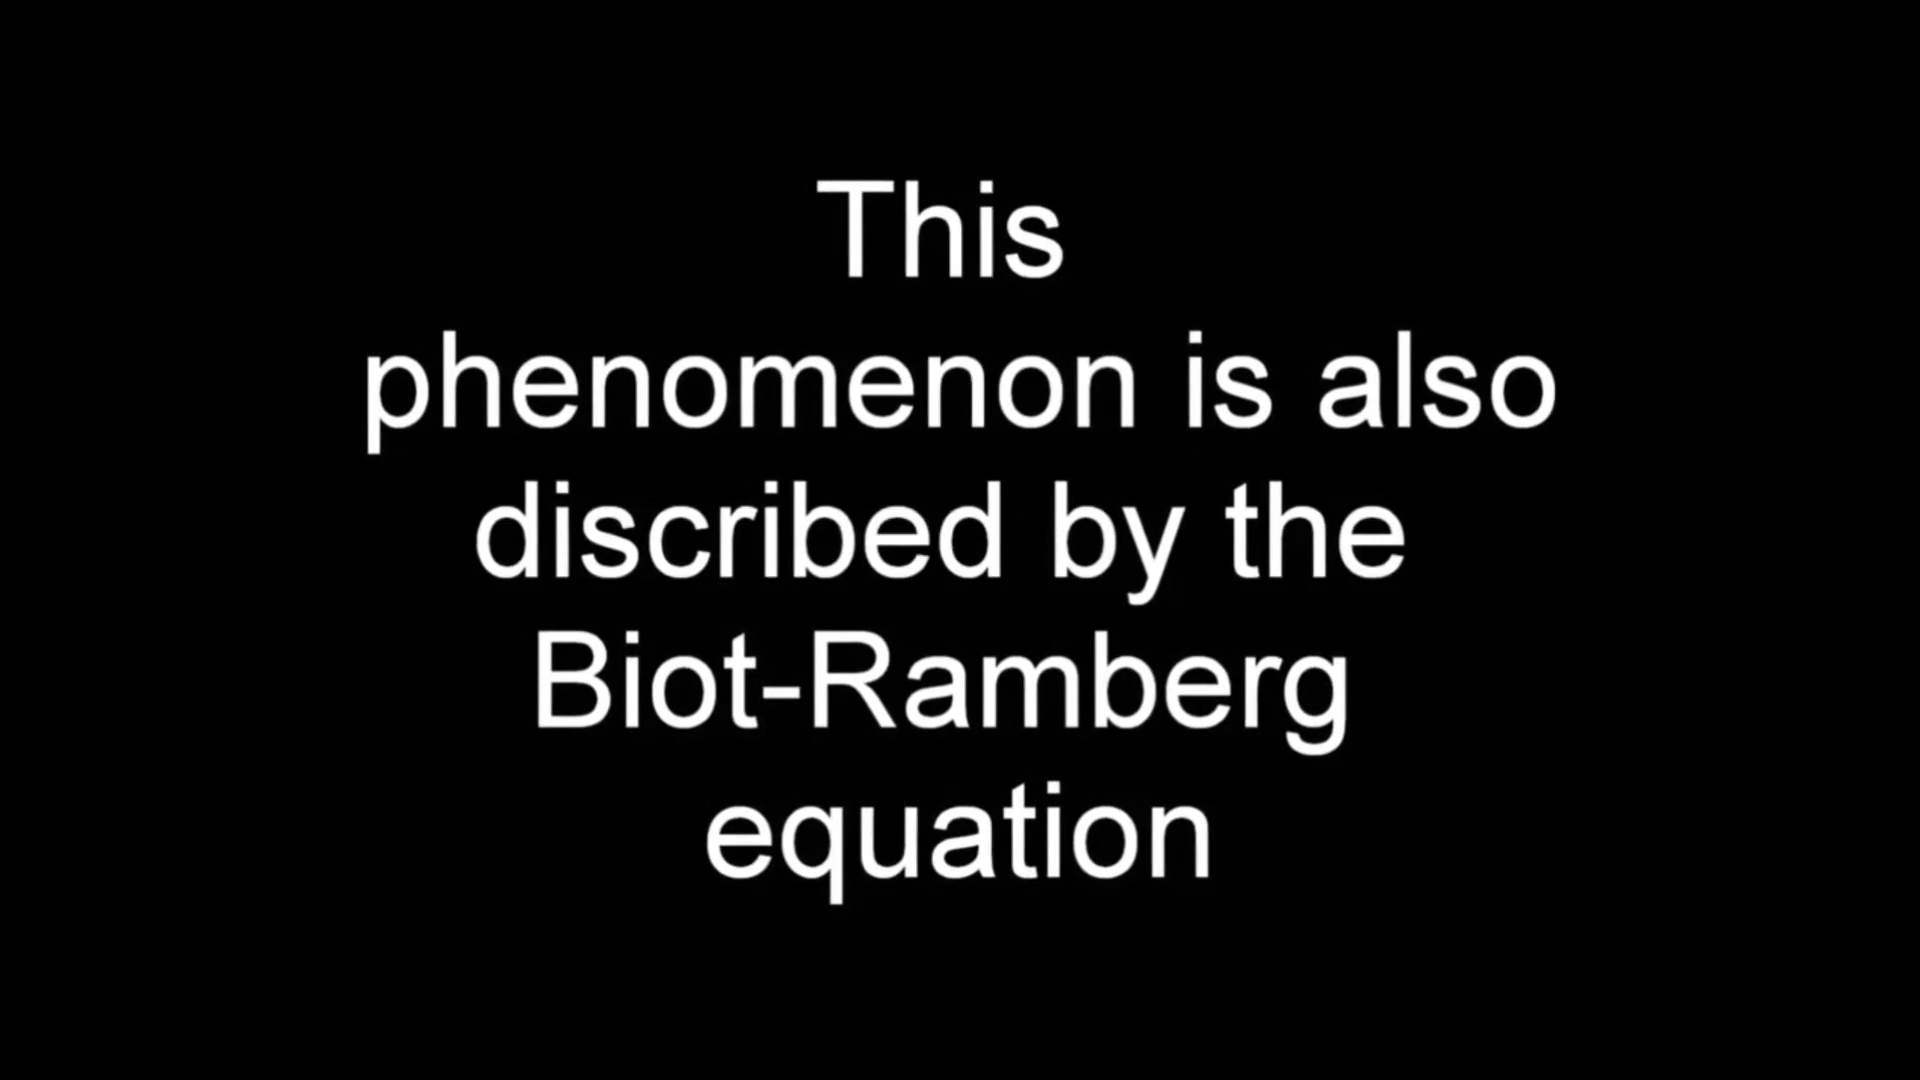 This
phenomenon is also
discribed by the
Biot-Ramberg
equation